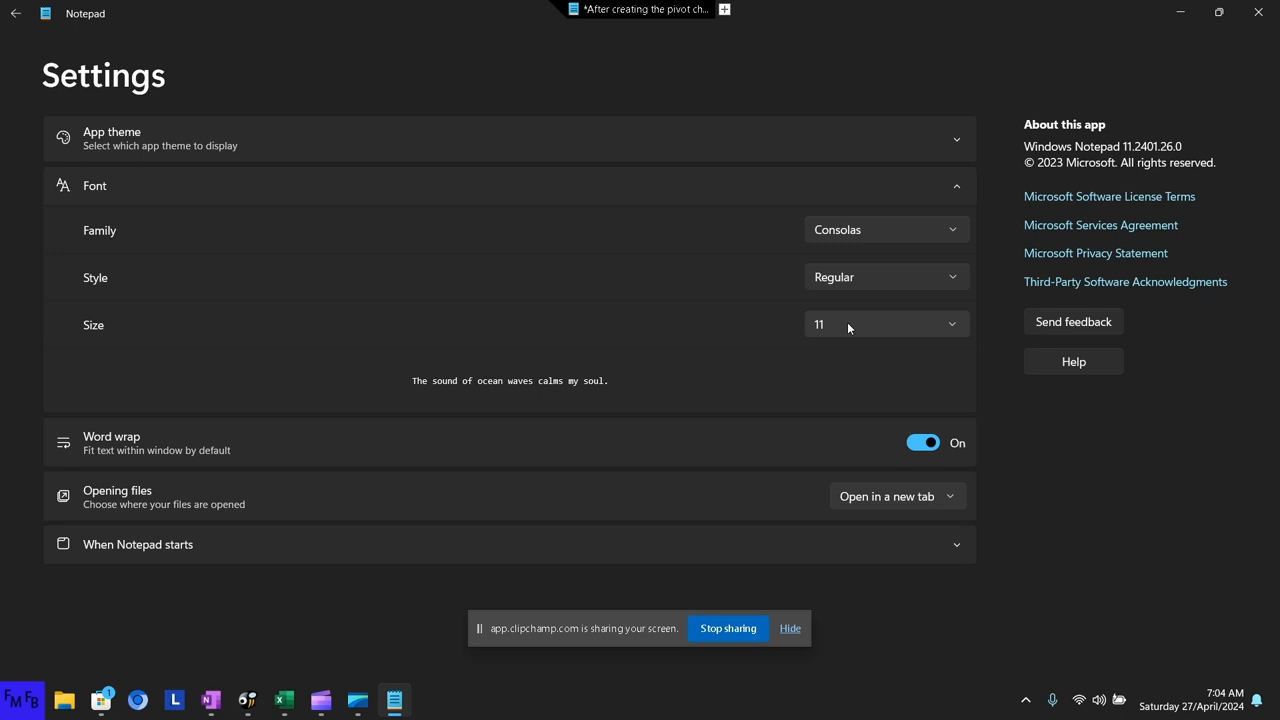 Notepad
*After creating the pivot ch...
Settings
App theme
Select which app theme to display
Font
Family
Consolas
Style
Regular
Size
11
The sound of ocean waves calms my soul.
Word wrap
Fit text within window by default
On
Opening files
Choose where your files are opened
Open in a new tab
When Notepad starts
About this app
Windows Notepad 11.2401.26.0
© 2023 Microsoft. All rights reserved.
Microsoft Software License Terms
Microsoft Services Agreement
Microsoft Privacy Statement
Third-Party Software Acknowledgments
Send feedback
Help
app.clipchamp.com is sharing your screen.
Stop sharing
Hide
FM FB
1
L
N
7:04 AM
Saturday 27/April/2024